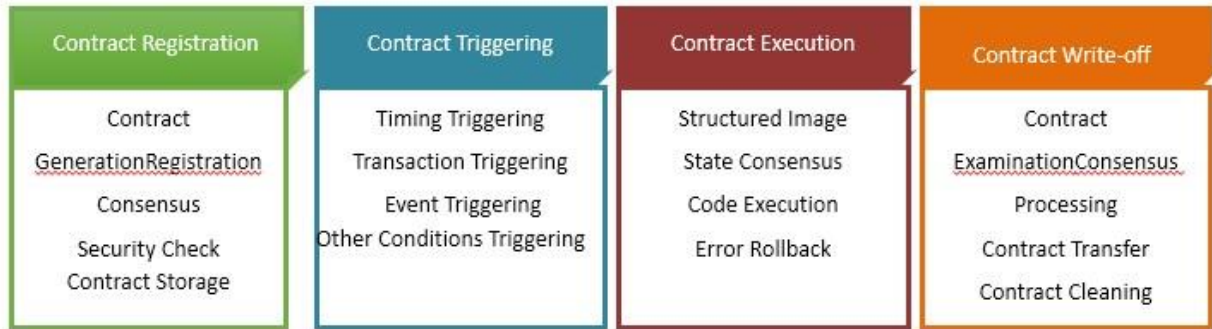 Contract Registration
Contract
GenerationRegistration
Consensus
Security Check
Contract Storage
Contract Triggering
Timing Triggering
Transaction Triggering
Event Triggering
Other Conditions Triggering
Contract Execution
Structured Image
State Consensus
Code Execution
Error Rollback
Contract Write-off
Contract
ExaminationConsensus
Processing
Contract Transfer
Contract Cleaning